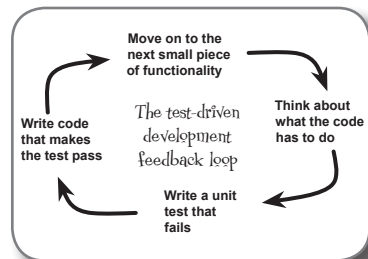 Move on to the
next small piece
of functionality
Think about
what the code
has to do
Write a unit
test that
fails
Write code
that makes
the test pass
The test-driven
development
feedback loop